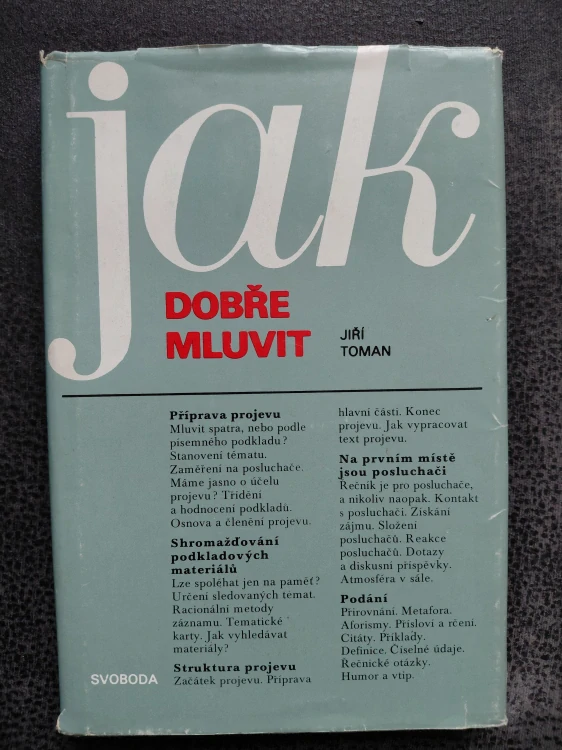 jak
DOBŘE
MLUVIT
JIŘÍ
TOMAN
Příprava projevu
Mluvit spatra, nebo podle
písemného podkladu?
Stanovení tématu.
Zaměření na posluchače.
Máme jasno o účelu
projevu? Třídění
a hodnocení podkladů.
Osnova a členění projevu.
Shromažďování
podkladových
materiálů
Lze spoléhat jen na paměť?
Určení sledovaných témat.
Racionální metody
záznamu. Tematické
karty. Jak vyhledávat
materiály?
Struktura projevu
Začátek projevu. Příprava
hlavní části. Konec
projevu. Jak vypracovat
text projevu.
Na prvním místě
jsou posluchači
Řečník je pro posluchače,
a nikoliv naopak. Kontakt
s posluchači. Získání
zájmu. Složení
posluchačů. Reakce
posluchačů. Dotazy
a diskusní příspěvky.
Atmosféra v sále.
Podání
Přirovnání. Metafora.
Aforismy. Přísloví a rčení.
Citáty. Příklady.
Definice. Číselné údaje.
Řečnické otázky.
Humor a vtip.
SVOBODA